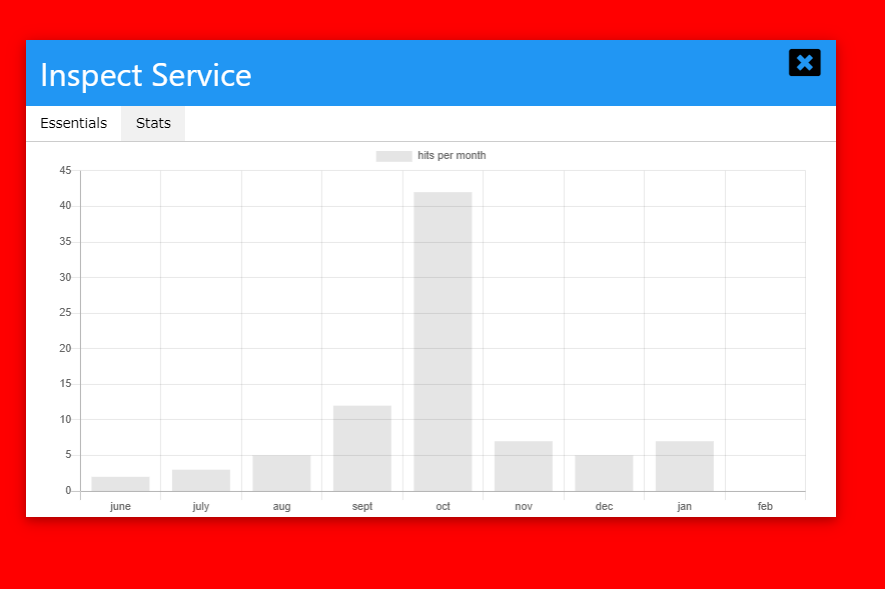 Inspect Service
Essentials Stats
hits per month
45
40
35
30
25
20
15
10
5
0
june july aug sept oct nov dec jan feb